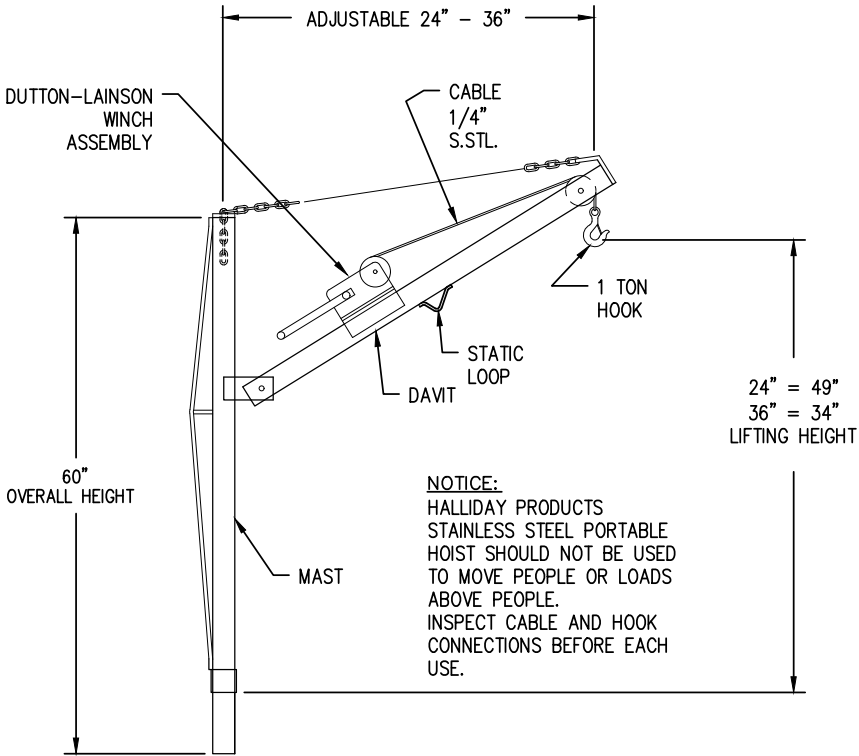 ADJUSTABLE 24" - 36"
DUTTON-LAINSON
WINCH
ASSEMBLY
CABLE
1/4"
S.STL.
1 TON
HOOK
STATIC
LOOP
DAVIT
24" = 49"
36" = 34"
LIFTING HEIGHT
60"
OVERALL HEIGHT
MAST
NOTICE:
HALLIDAY PRODUCTS
STAINLESS STEEL PORTABLE
HOIST SHOULD NOT BE USED
TO MOVE PEOPLE OR LOADS
ABOVE PEOPLE.
INSPECT CABLE AND HOOK
CONNECTIONS BEFORE EACH
USE.